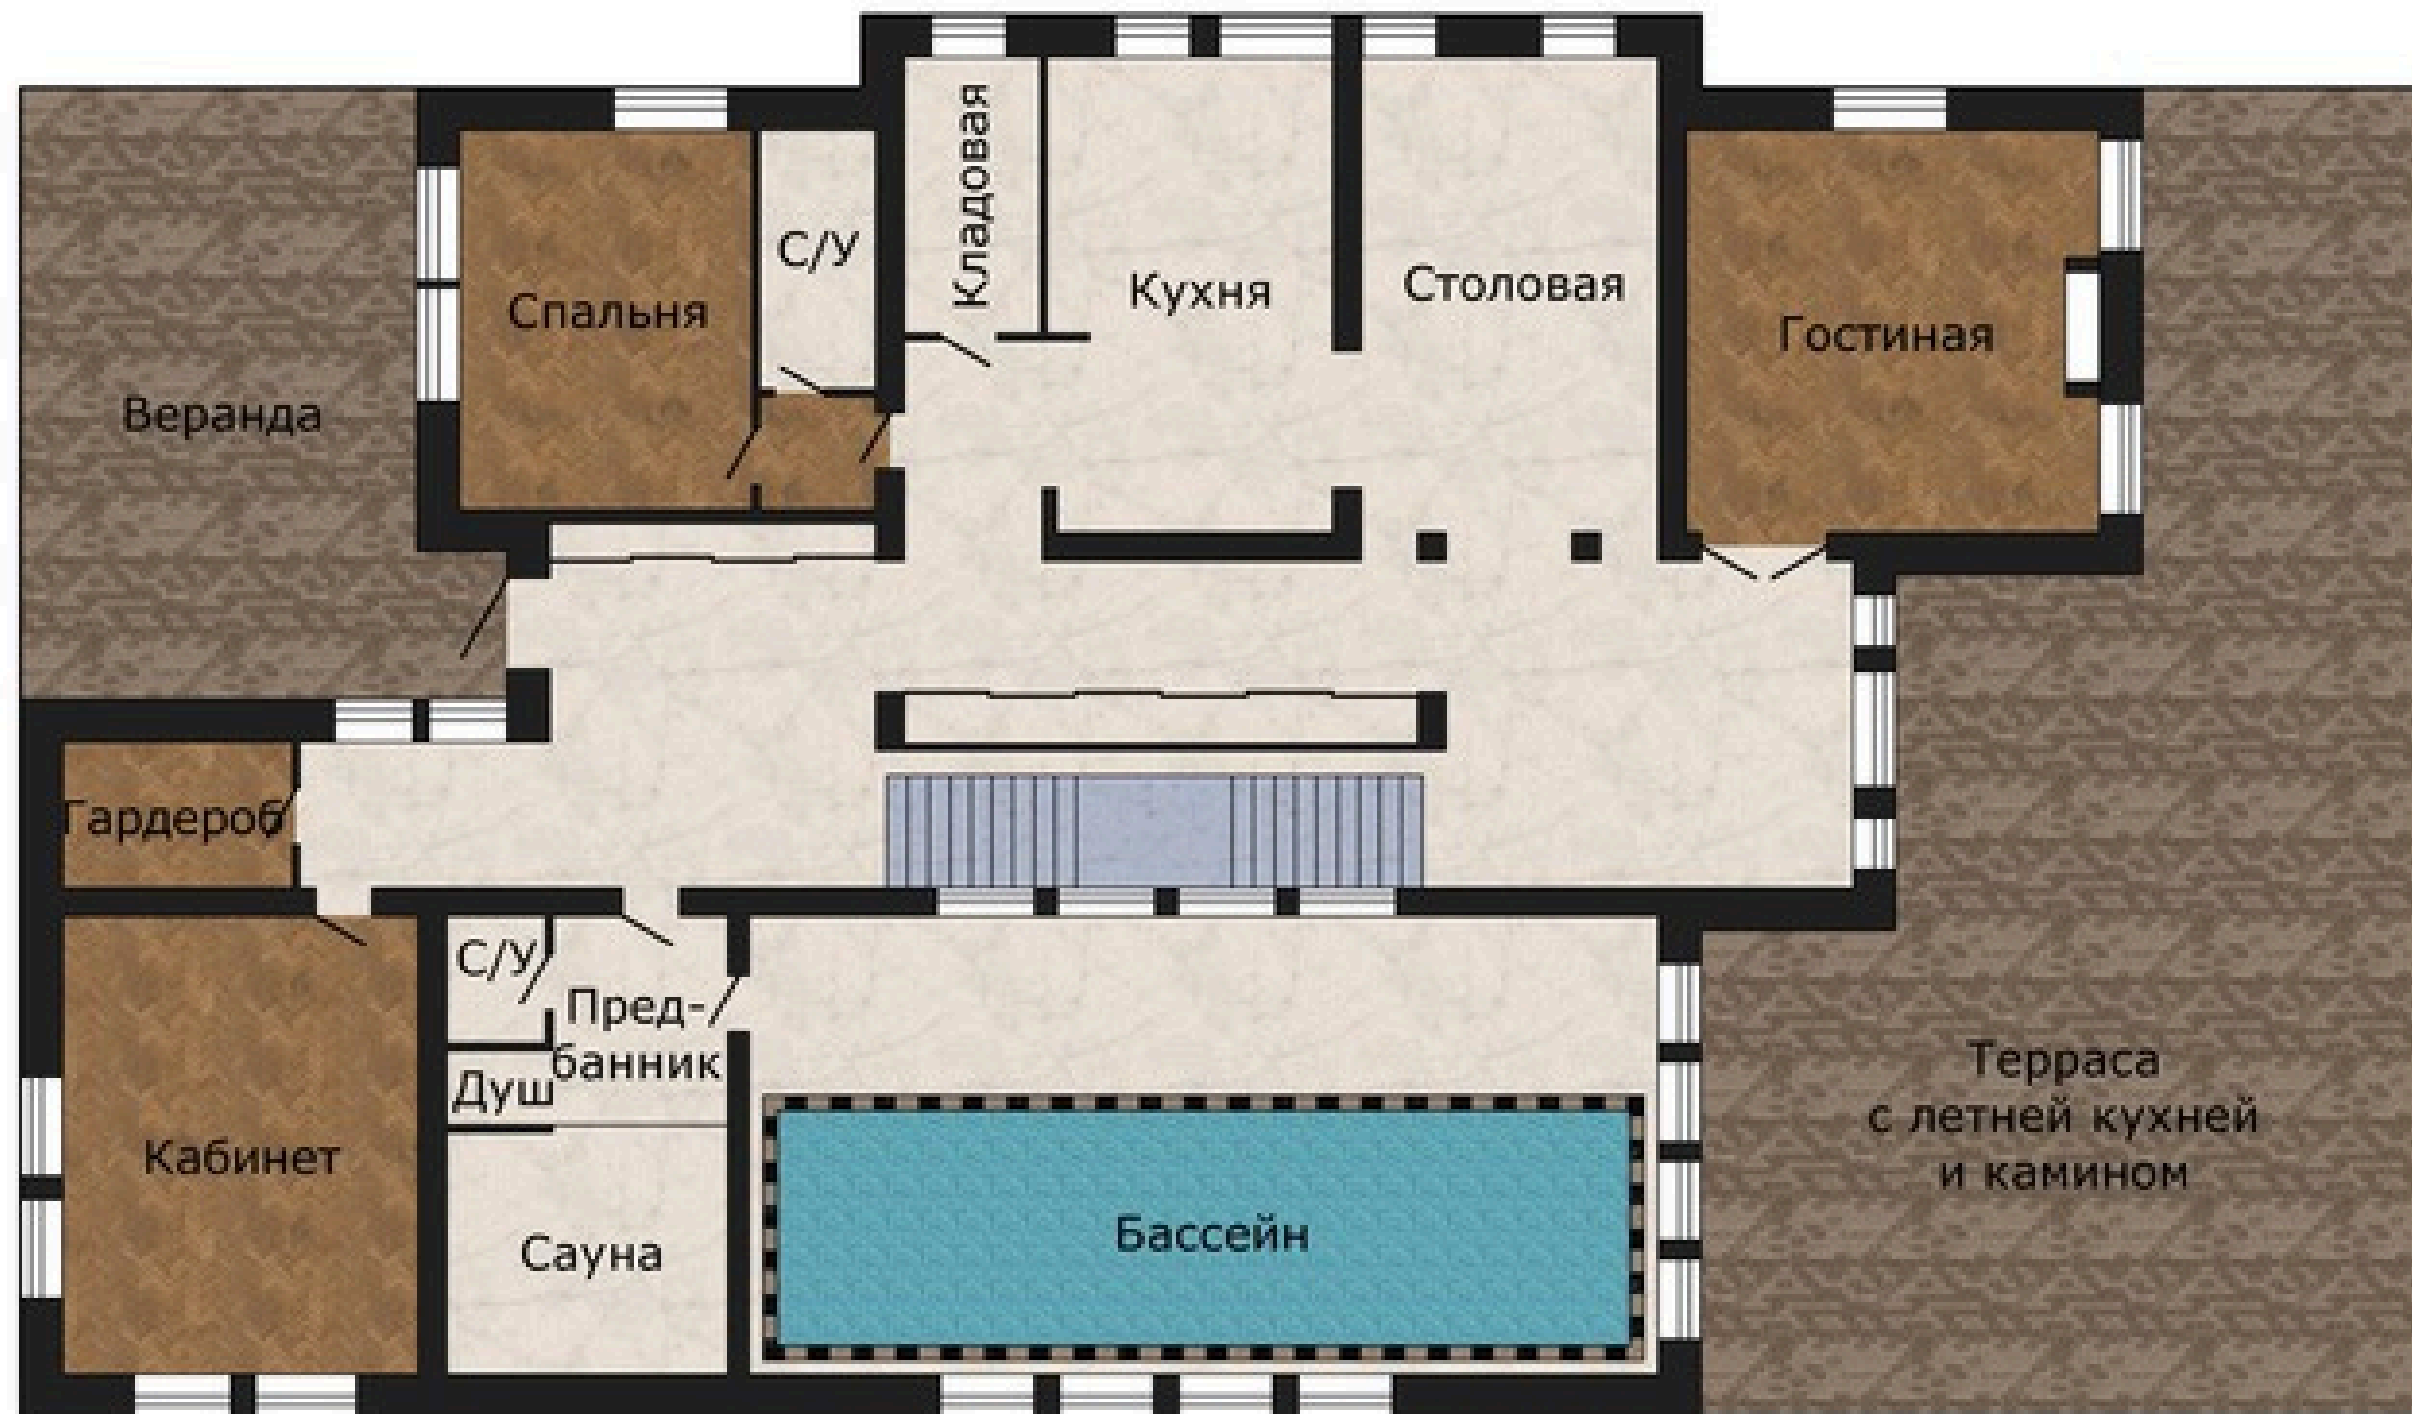 Кладовая
С/У
Кухня
Столовая
Спальня
Гостиная
Веранда
Гардероб
С/У
Пред-
банник
Душ
Кабинет
Сауна
Бассейн
Терраса
с летней кухней
и камином